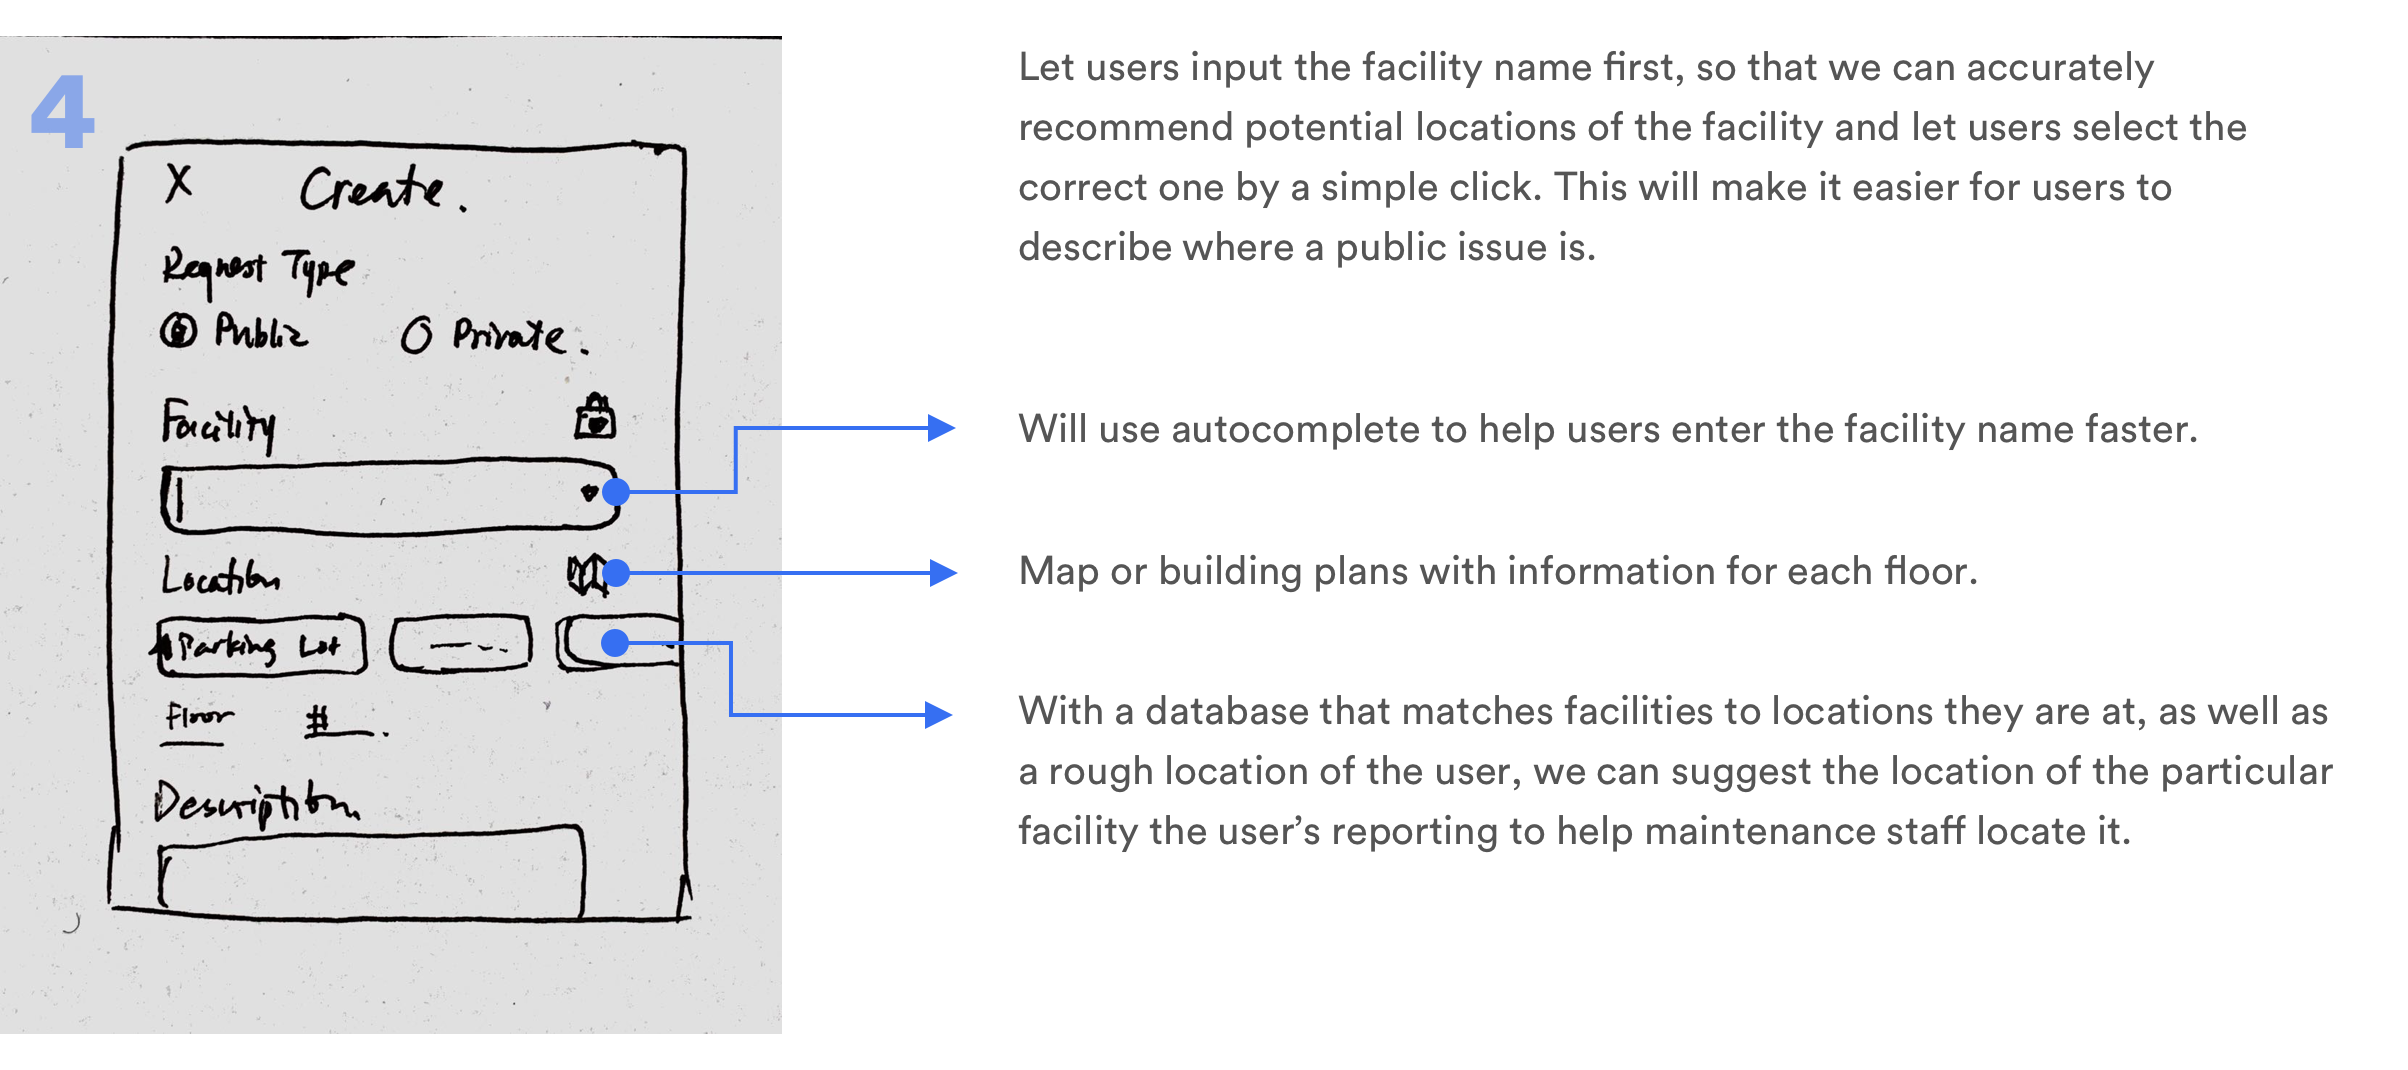 4
X Create.
Request Type
Public Private.
Facility
Location
Parking Lot
Floor #
Description
Let users input the facility name first, so that we can accurately
recommend potential locations of the facility and let users select the
correct one by a simple click. This will make it easier for users to
describe where a public issue is.
Will use autocomplete to help users enter the facility name faster.
Map or building plans with information for each floor.
With a database that matches facilities to locations they are at, as well as
a rough location of the user, we can suggest the location of the particular
facility the user’s reporting to help maintenance staff locate it.